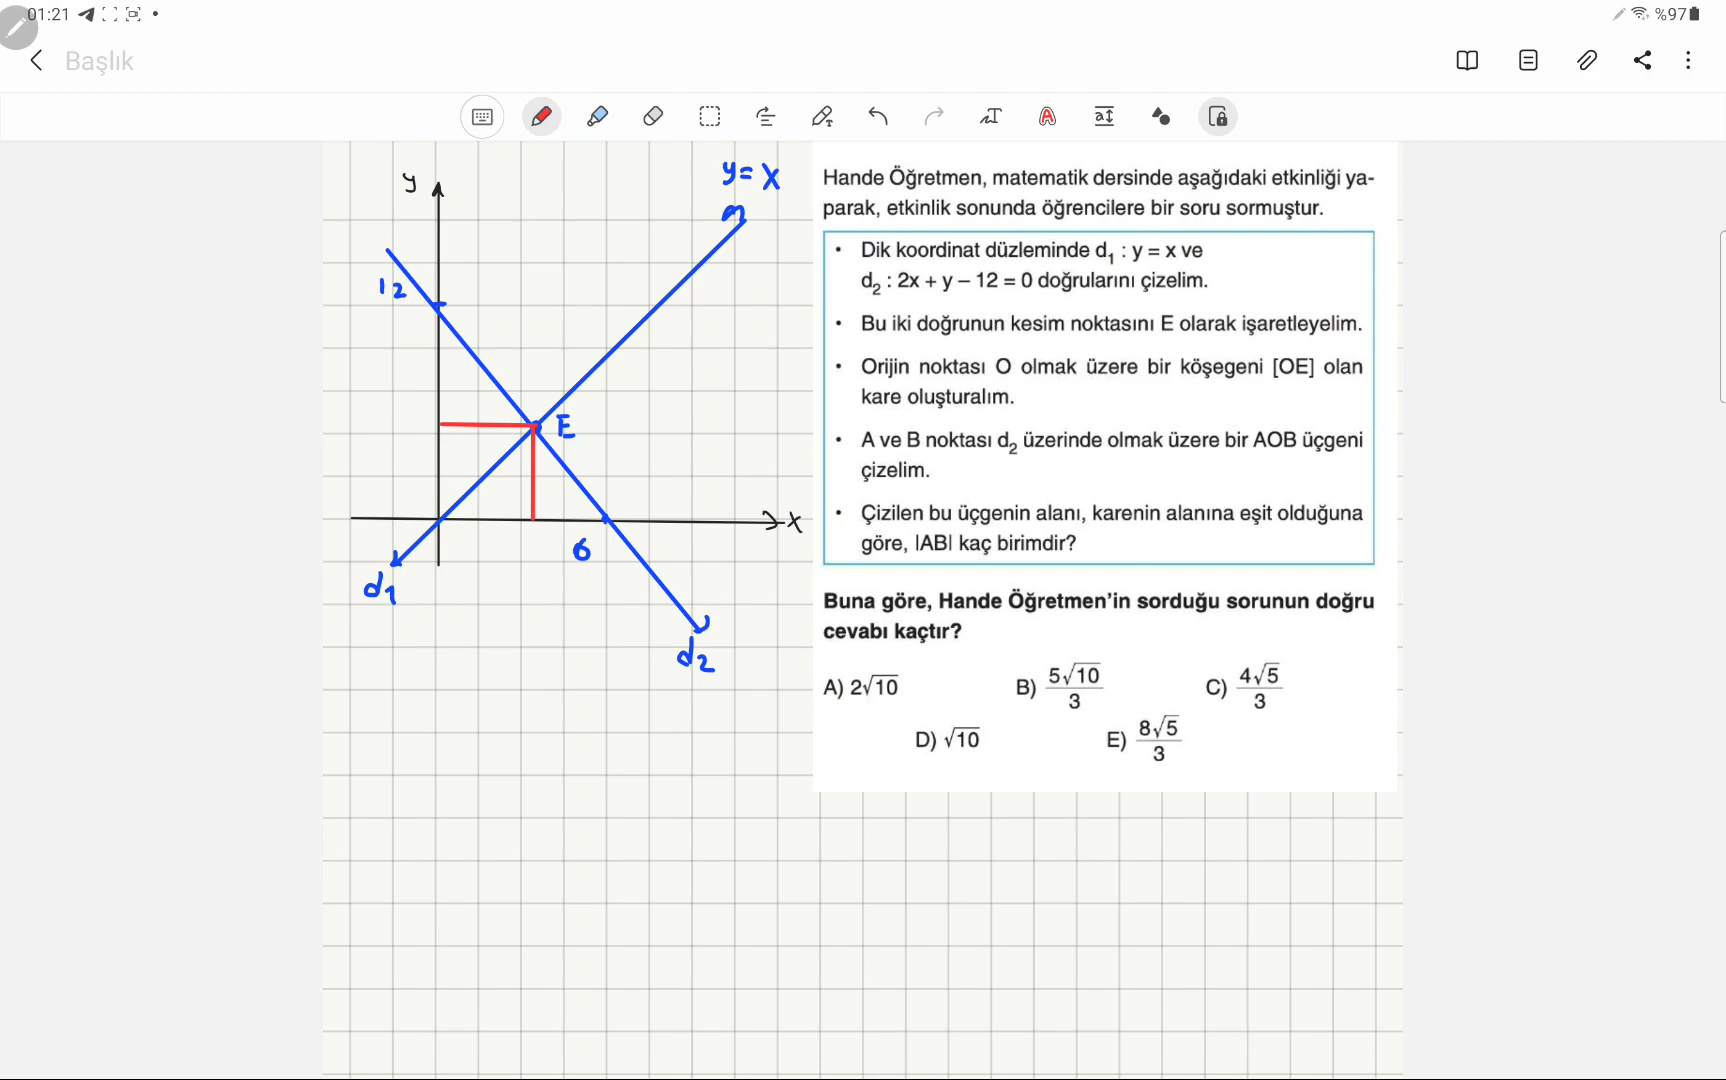 01:21
%97
Başlık
y
y = x
12
E
x
6
d1
d2
Hande Öğretmen, matematik dersinde aşağıdaki etkinliği ya-
parak, etkinlik sonunda öğrencilere bir soru sormuştur.
• Dik koordinat düzleminde d₁ : y = x ve
d₂ : 2x + y – 12 = 0 doğrularını çizelim.
• Bu iki doğrunun kesim noktasını E olarak işaretleyelim.
• Orijin noktası O olmak üzere bir köşegeni [OE] olan
kare oluşturalım.
• A ve B noktası d₂ üzerinde olmak üzere bir AOB üçgeni
çizelim.
• Çizilen bu üçgenin alanı, karenin alanına eşit olduğuna
göre, |AB| kaç birimdir?
Buna göre, Hande Öğretmen’in sorduğu sorunun doğru
cevabı kaçtır?
A) 2√10 B) 5√10/3 C) 4√5/3
D) √10 E) 8√5/3